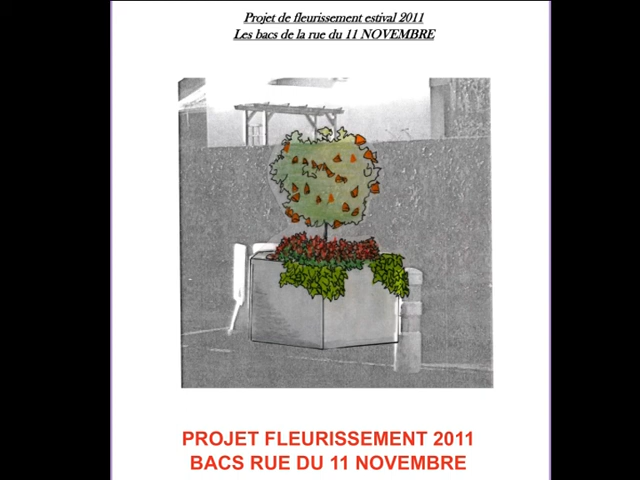 Projet de fleurissement estival 2011
Les bacs de la rue du 11 NOVEMBRE
PROJET FLEURISSEMENT 2011
BACS RUE DU 11 NOVEMBRE